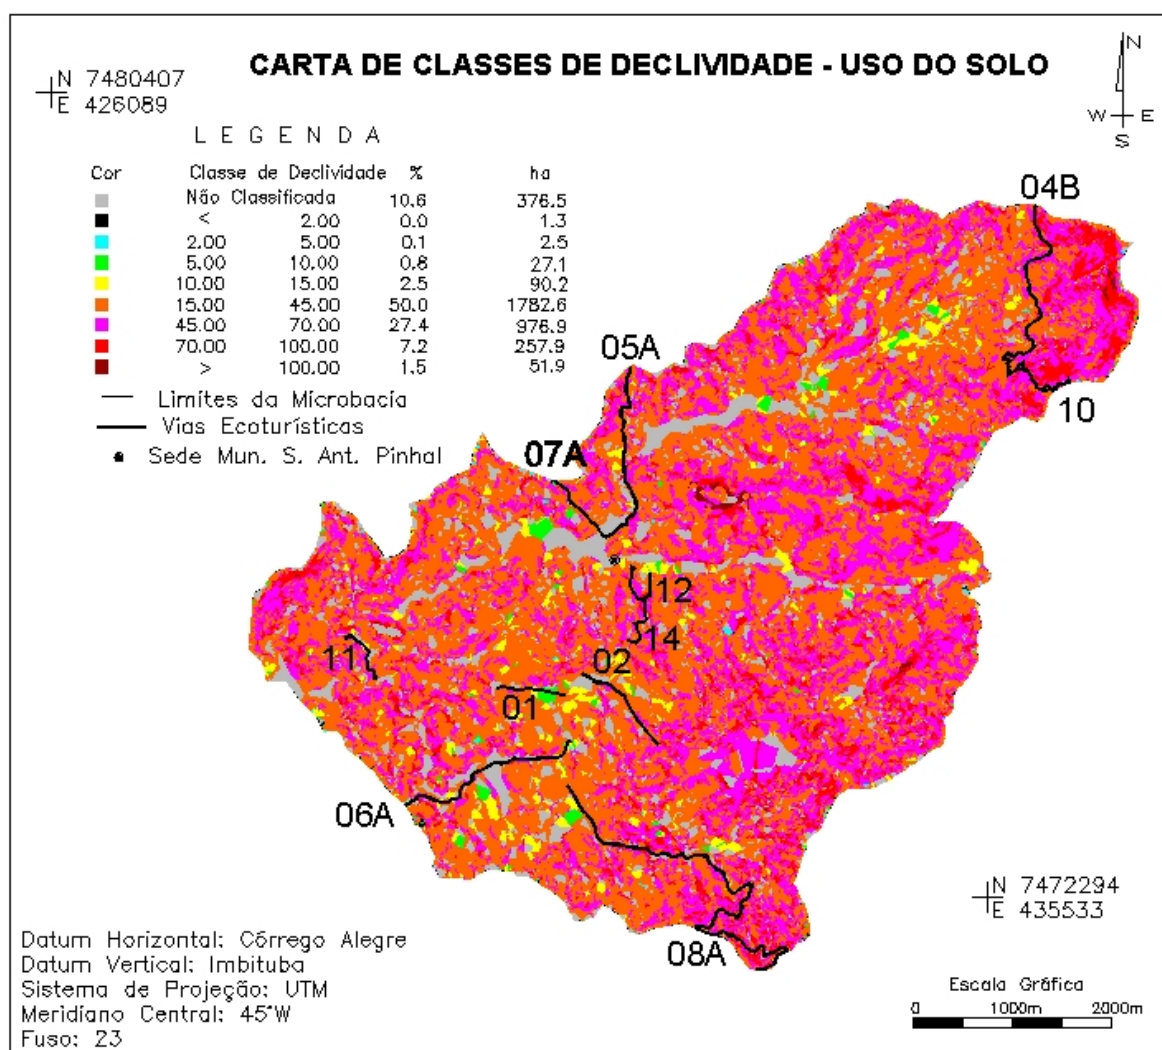 CARTA DE CLASSES DE DECLIVIDADE - USO DO SOLO
N 7480407
E 426089
N
W E
S
L E G E N D A
Cor Classe de Declividade % ha
Não Classificada 10.6 376.5
< 2.00 0.0 1.3
2.00 5.00 0.1 2.5
5.00 10.00 0.8 27.1
10.00 15.00 2.5 90.2
15.00 45.00 50.0 1782.6
45.00 70.00 27.4 976.9
70.00 100.00 7.2 257.9
> 100.00 1.5 51.9
Limites da Microbacia
Vias Ecoturísticas
Sede Mun. S. Ant. Pinhal
04B
05A
10
07A
12
14
02
11
01
06A
08A
N 7472294
E 435533
Datum Horizontal: Córrego Alegre
Datum Vertical: Imbituba
Sistema de Projeção: UTM
Meridiano Central: 45°W
Fuso: 23
Escala Gráfica
0 1000m 2000m